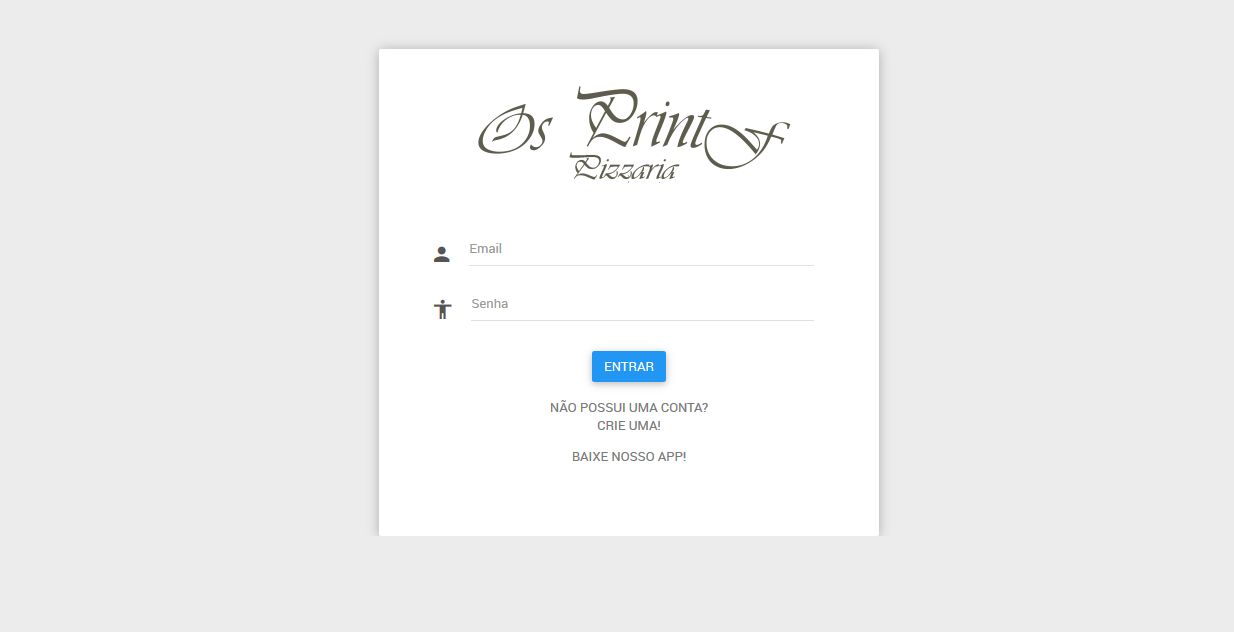 Os PrintF
Pizzaria
Email
Senha
ENTRAR
NÃO POSSUI UMA CONTA?
CRIE UMA!
BAIXE NOSSO APP!